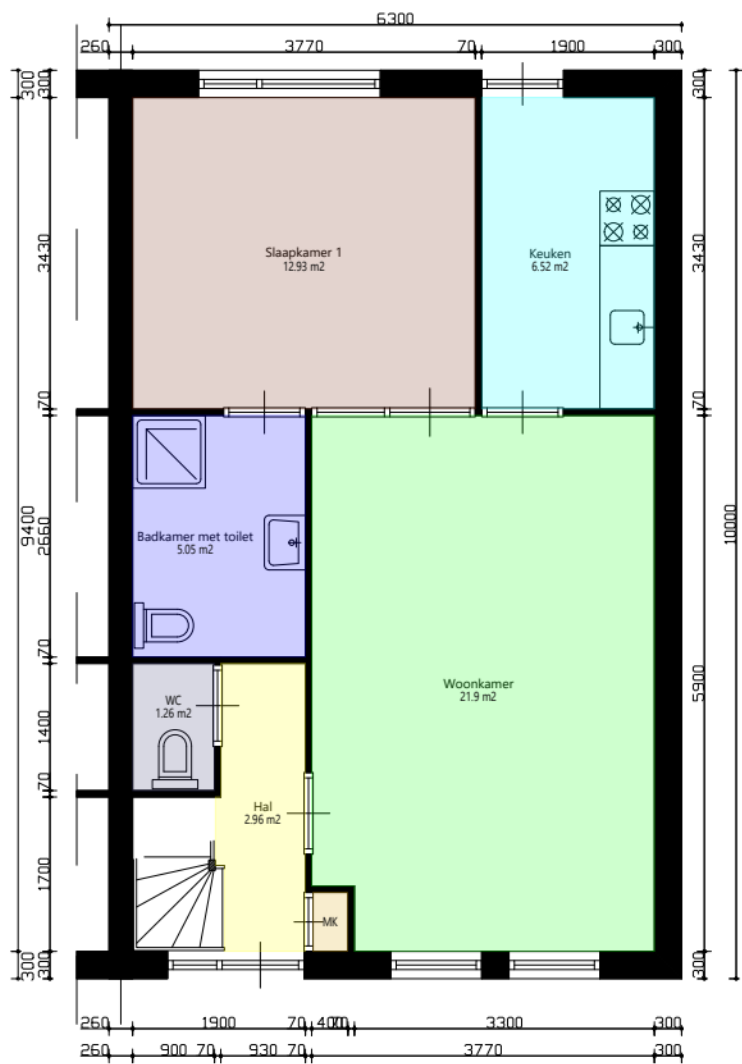 6300
260 3770 70 1900 300
300 300 300
Slaapkamer 1
12.93 m2
Keuken
6.52 m2
3430 3430
70 70
Badkamer met toilet
5.05 m2
9400 2660 10000
70
Woonkamer
21.9 m2
5900
WC
1.26 m2
1400
70
Hal
2.96 m2
1700
MK
300 300 300
260 1900 70 3300 300
260 900 70 930 70 3770 300